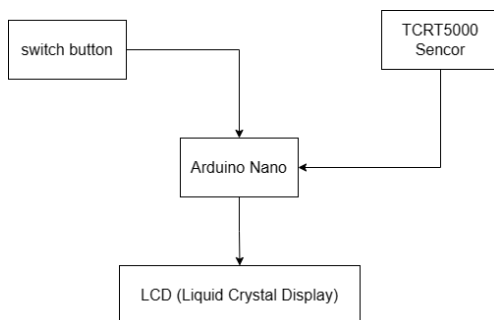 switch button
TCRT5000
Sencor
Arduino Nano
LCD (Liquid Crystal Display)